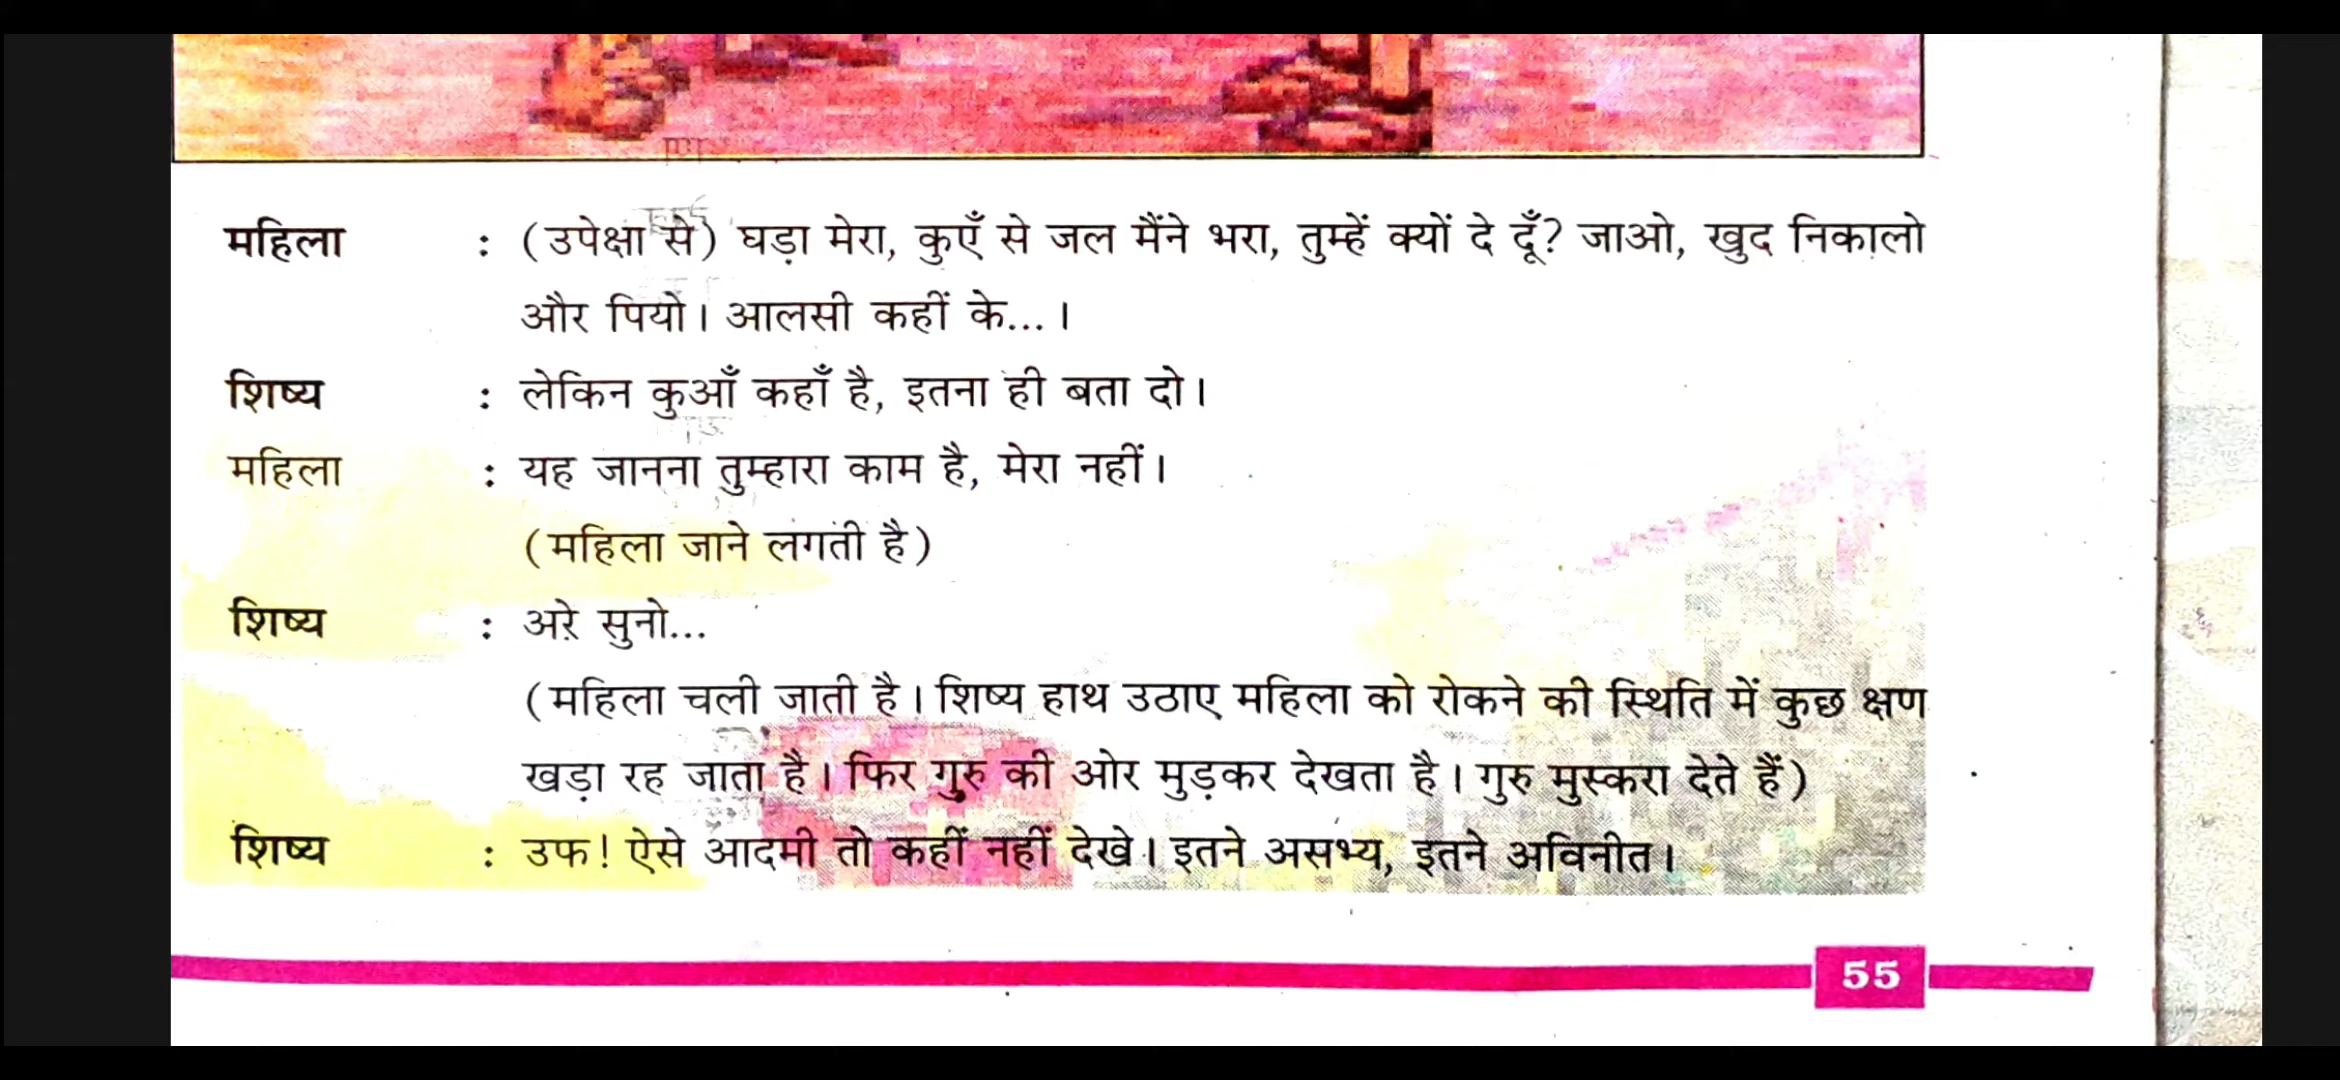 महिला : (उपेक्षा से) घड़ा मेरा, कुएँ से जल मैंने भरा, तुम्हें क्यों दे दूँ? जाओ, खुद निकालो
और पियो। आलसी कहीं के...।
शिष्य : लेकिन कुआँ कहाँ है, इतना ही बता दो।
महिला : यह जानना तुम्हारा काम है, मेरा नहीं।
(महिला जाने लगती है)
शिष्य : अरे सुनो...
(महिला चली जाती है। शिष्य हाथ उठाए महिला को रोकने की स्थिति में कुछ क्षण
खड़ा रह जाता है। फिर गुरु की ओर मुड़कर देखता है। गुरु मुस्करा देते हैं)
शिष्य : उफ! ऐसे आदमी तो कहीं नहीं देखे। इतने असभ्य, इतने अविनीत।
55